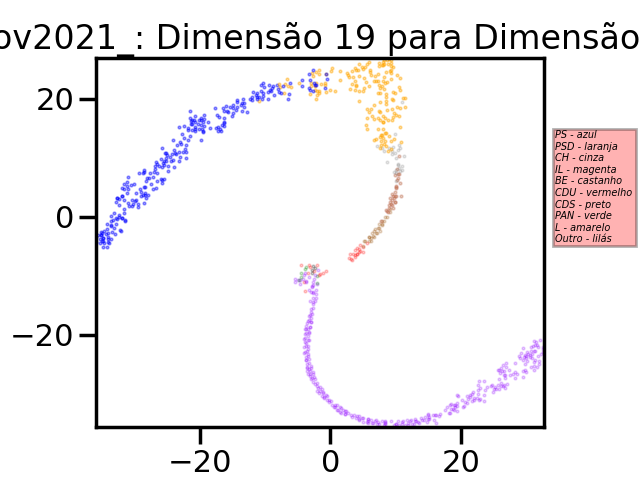 ov2021_: Dimensão 19 para Dimensão
20
0
−20
−20
0
20
PS - azul
PSD - laranja
CH - cinza
IL - magenta
BE - castanho
CDU - vermelho
CDS - preto
PAN - verde
L - amarelo
Outro - lilás